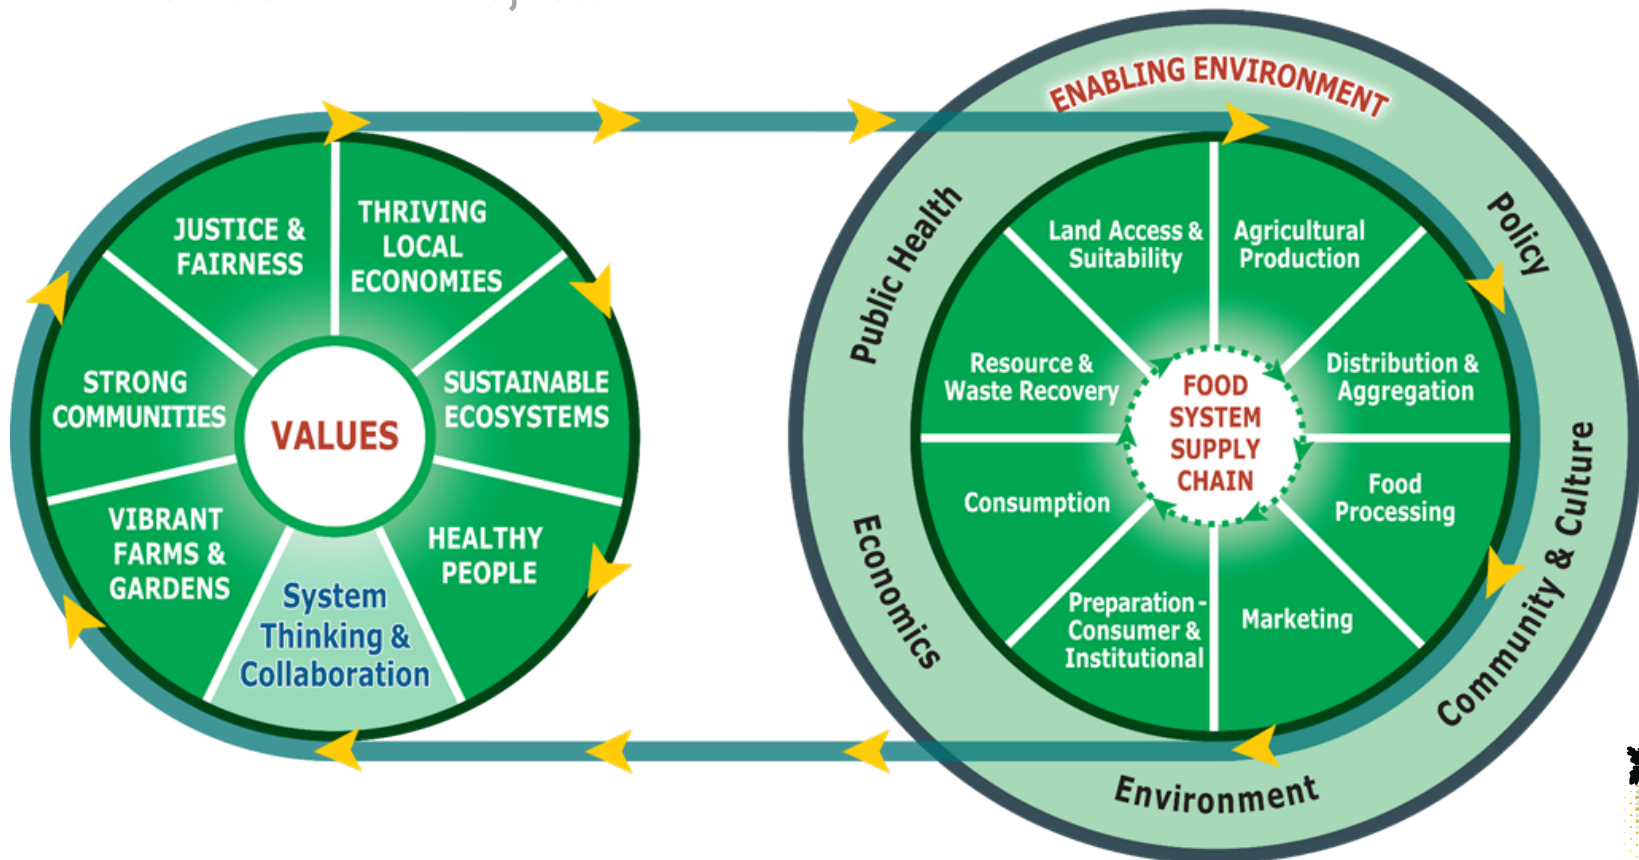 JUSTICE &
FAIRNESS
THRIVING
LOCAL
ECONOMIES
STRONG
COMMUNITIES
SUSTAINABLE
ECOSYSTEMS
VALUES
VIBRANT
FARMS &
GARDENS
HEALTHY
PEOPLE
System
Thinking &
Collaboration
ENABLING ENVIRONMENT
Public Health
Policy
Land Access &
Suitability
Agricultural
Production
Resource &
Waste Recovery
Distribution &
Aggregation
FOOD
SYSTEM
SUPPLY
CHAIN
Consumption
Food
Processing
Preparation -
Consumer &
Institutional
Marketing
Economics
Community & Culture
Environment